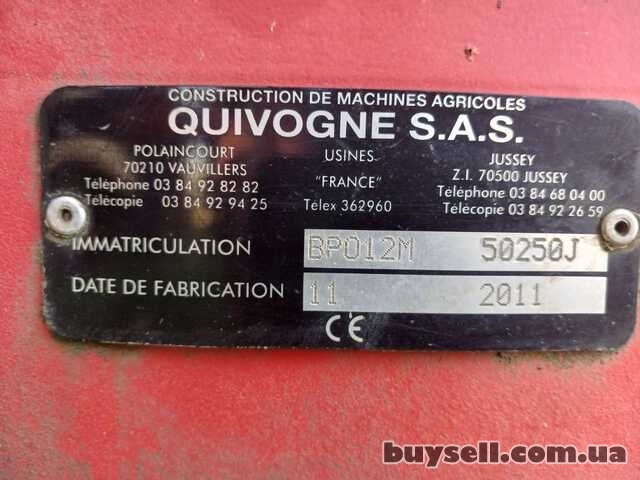 CONSTRUCTION DE MACHINES AGRICOLES
QUIVOGNE S.A.S.
POLAINCOURT
70210 VAUVILLERS
Téléphone 03 84 92 82 82
Télécopie 03 84 92 94 25
USINES
"FRANCE"
Télex 362960
JUSSEY
Z.I. 70500 JUSSEY
Téléphone 03 84 68 04 00
Télécopie 03 84 92 26 59
IMMATRICULATION BPO12M 50250J
DATE DE FABRICATION 11 2011
CE
buysell.com.ua